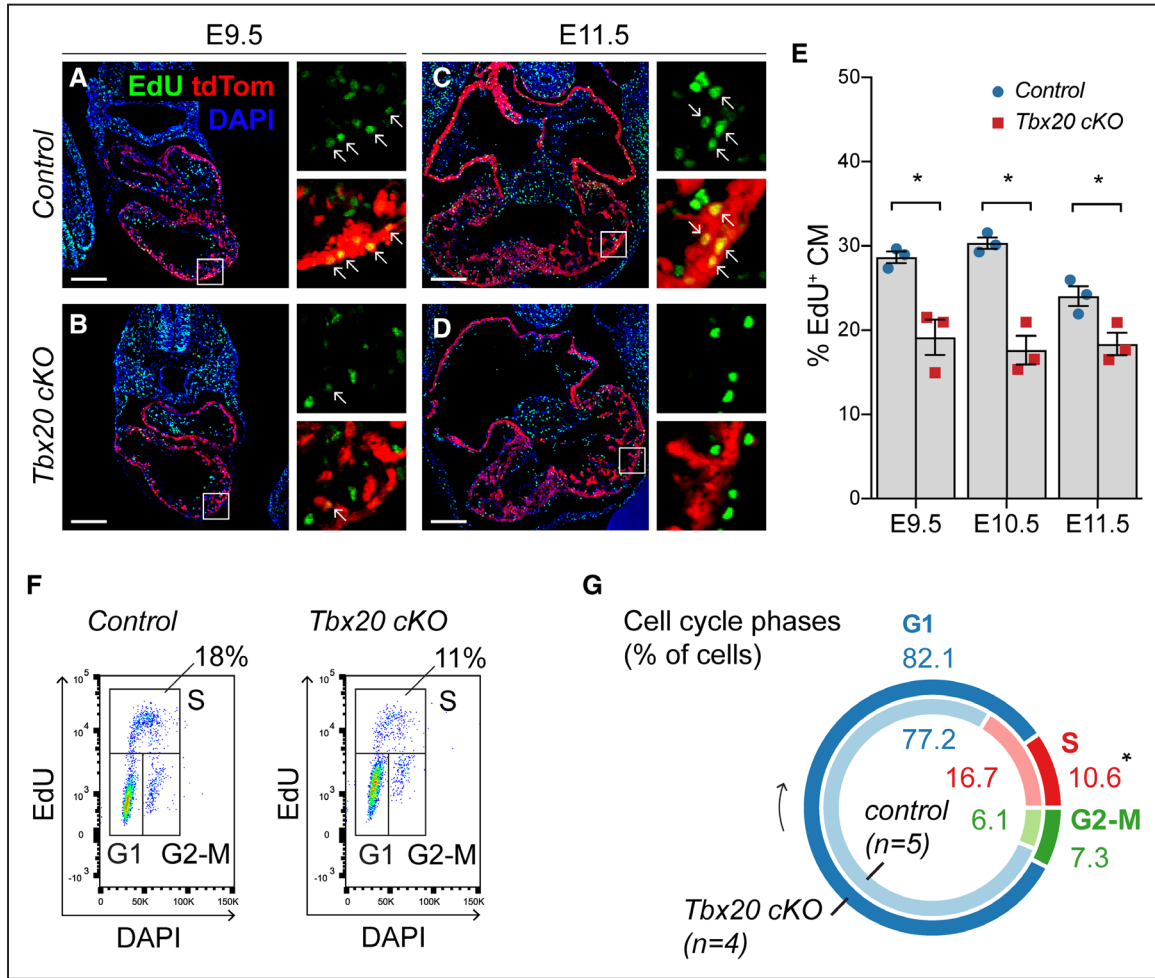 E9.5
E11.5
Control
Tbx20 cKO
A
EdU tdTom
DAPI
C
B
D
E
50
40
30
20
10
0
% EdU⁺ CM
Control
Tbx20 cKO
* * *
E9.5 E10.5 E11.5
F
Control
18%
S
G1 G2-M
10⁵
10⁴
10³
0
-10³
EdU
0 50K 100K 150K
DAPI
Tbx20 cKO
11%
S
G1 G2-M
10⁵
10⁴
10³
0
-10³
EdU
0 50K 100K 150K
DAPI
G
Cell cycle phases
(% of cells)
G1
82.1
77.2
S
10.6*
16.7
G2-M
7.3
6.1
control
(n=5)
Tbx20 cKO
(n=4)